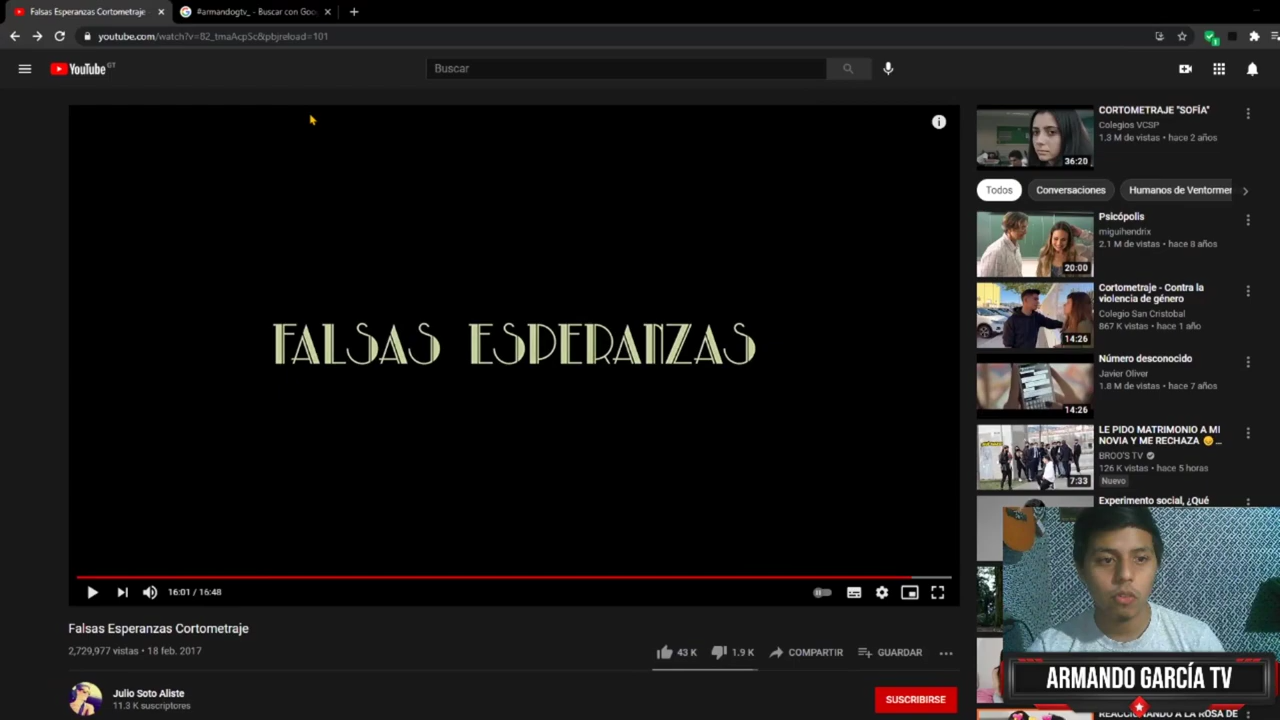 Falsas Esperanzas Cortometraje -
#armandogtv_ - Buscar con Goo
youtube.com/watch?v=82_tmaAcpSc&pbjreload=101
YouTube GT
Buscar
FALSAS ESPERANZAS
16:01 / 16:48
Falsas Esperanzas Cortometraje
2,729,977 vistas • 18 feb. 2017
43 K
1.9 K
COMPARTIR
GUARDAR
Julio Soto Aliste
11.3 K suscriptores
SUSCRIBIRSE
CORTOMETRAJE "SOFÍA"
Colegios VCSP
1.3 M de vistas • hace 2 años
36:20
Todos
Conversaciones
Humanos de Ventormen
Psicópolis
miguihendrix
2.1 M de vistas • hace 8 años
20:00
Cortometraje - Contra la
violencia de género
Colegio San Cristobal
867 K vistas • hace 1 año
14:26
Número desconocido
Javier Oliver
1.8 M de vistas • hace 7 años
14:26
LE PIDO MATRIMONIO A MI
NOVIA Y ME RECHAZA 😔 ...
BROO'S TV
126 K vistas • hace 5 horas
7:33
Nuevo
Experimento social, ¿Qué
ARMANDO GARCÍA TV
REACCIONANDO A LA ROSA DE